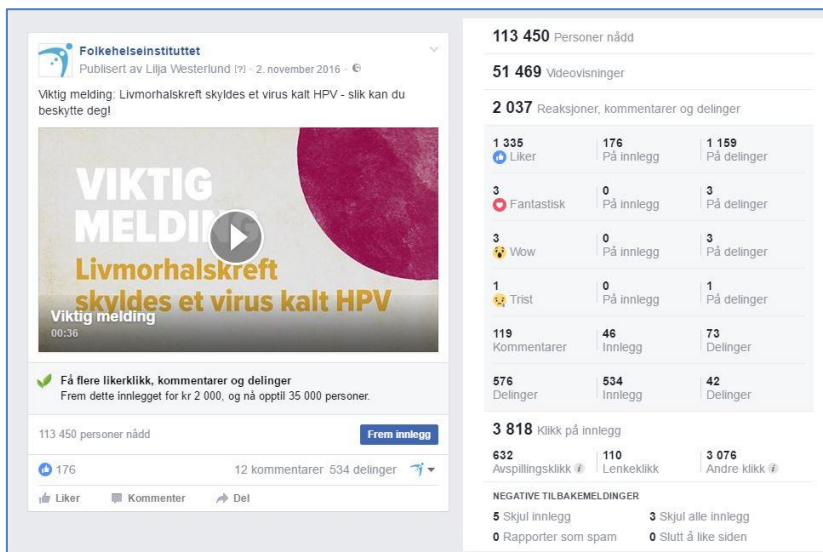 Folkehelseinstituttet
Publisert av Lilja Westerlund [?] · 2. november 2016 ·
Viktig melding: Livmorhalskreft skyldes et virus kalt HPV - slik kan du
beskytte deg!
VIKTIG
MELDING
Livmorhalskreft
skyldes et virus kalt HPV
Viktig melding
00:36
Få flere likerklikk, kommentarer og delinger
Frem dette innlegget for kr 2 000, og nå opptil 35 000 personer.
113 450 personer nådd Frem innlegg
176 12 kommentarer 534 delinger
Liker Kommenter Del
113 450 Personer nådd
51 469 Videovisninger
2 037 Reaksjoner, kommentarer og delinger
1 335 176 1 159
Liker På innlegg På delinger
3 0 3
Fantastisk På innlegg På delinger
3 0 3
Wow På innlegg På delinger
1 0 1
Trist På innlegg På delinger
119 46 73
Kommentarer Innlegg Delinger
576 534 42
Delinger Innlegg Delinger
3 818 Klikk på innlegg
632 110 3 076
Avspillingsklikk i Lenkeklikk Andre klikk i
NEGATIVE TILBAKEMELDINGER
5 Skjul innlegg 3 Skjul alle innlegg
0 Rapporter som spam 0 Slutt å like siden